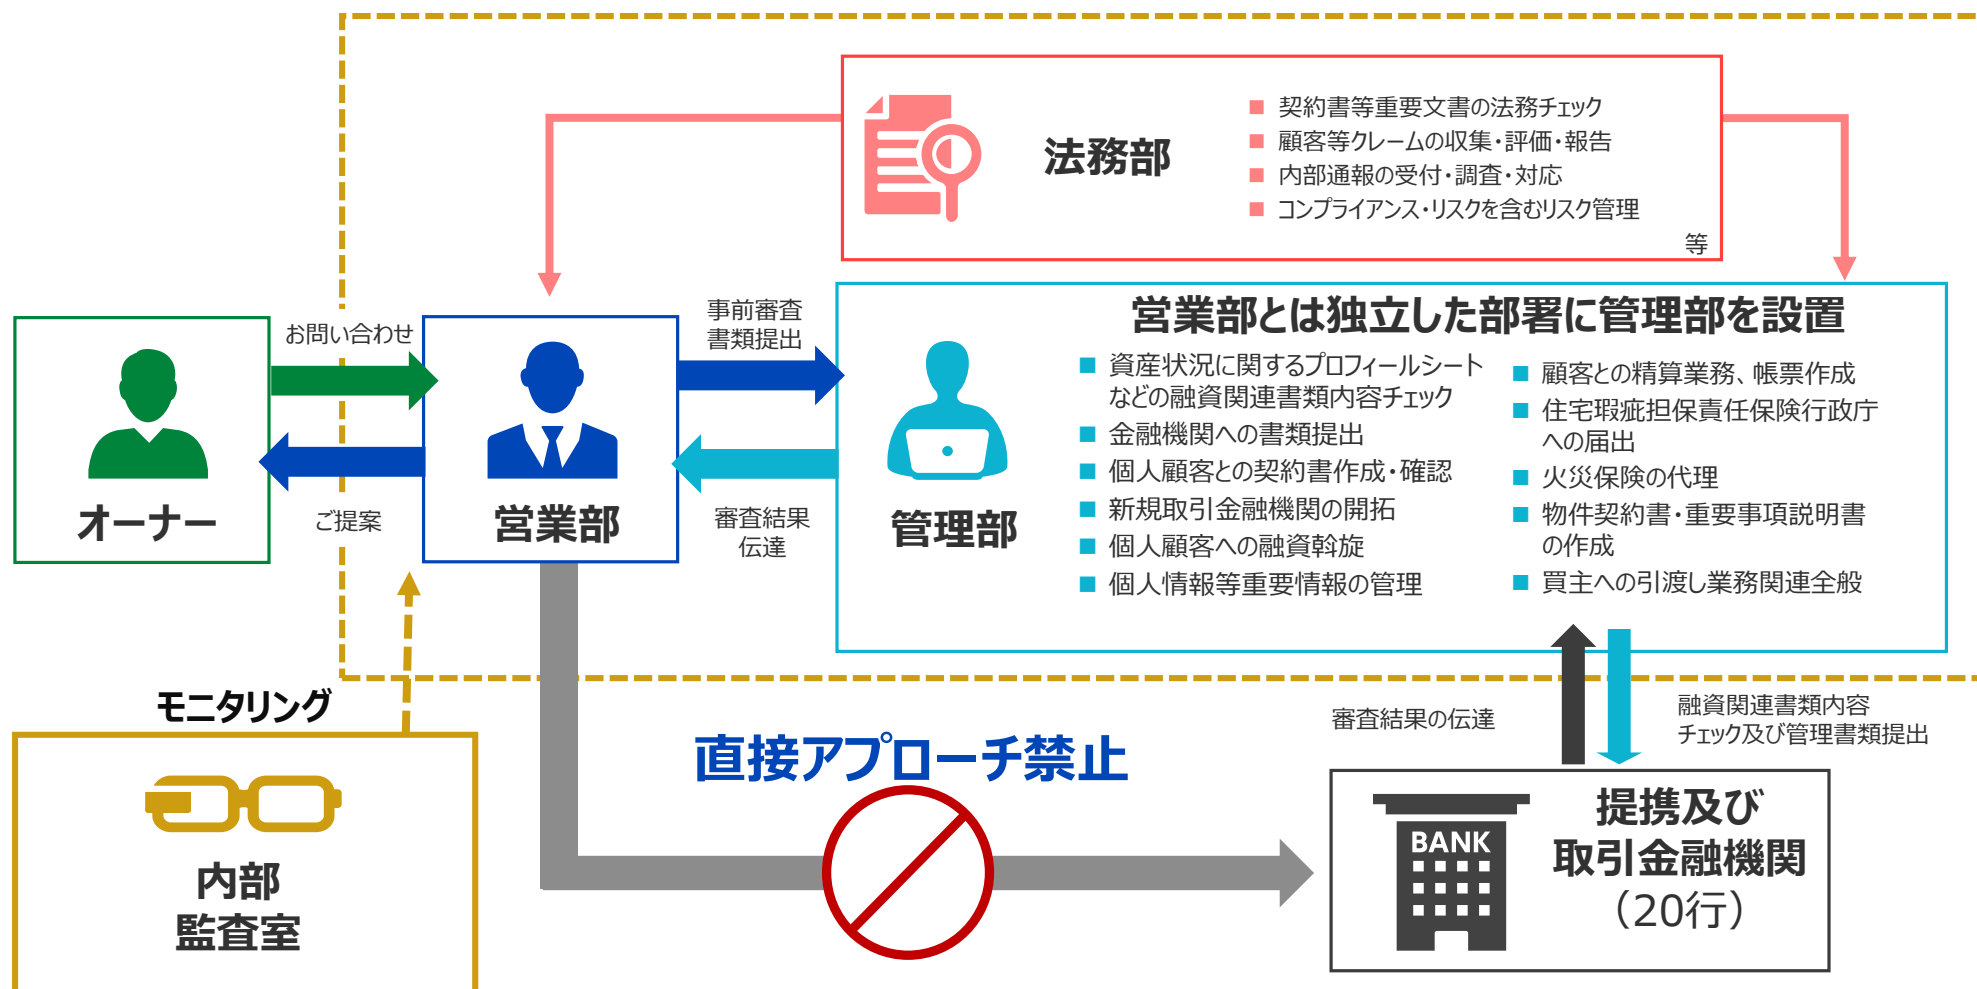 法務部
契約書等重要文書の法務チェック
顧客等クレームの収集・評価・報告
内部通報の受付・調査・対応
コンプライアンス・リスクを含むリスク管理
等
オーナー
お問い合わせ
ご提案
営業部
事前審査
書類提出
審査結果
伝達
営業部とは独立した部署に管理部を設置
管理部
資産状況に関するプロフィールシート
などの融資関連書類内容チェック
金融機関への書類提出
個人顧客との契約書作成・確認
新規取引金融機関の開拓
個人顧客への融資斡旋
個人情報等重要情報の管理
顧客との精算業務、帳票作成
住宅瑕疵担保責任保険行政庁
への届出
火災保険の代理
物件契約書・重要事項説明書
の作成
買主への引渡し業務関連全般
モニタリング
内部
監査室
直接アプローチ禁止
審査結果の伝達
融資関連書類内容
チェック及び管理書類提出
BANK
提携及び
取引金融機関
（20行）